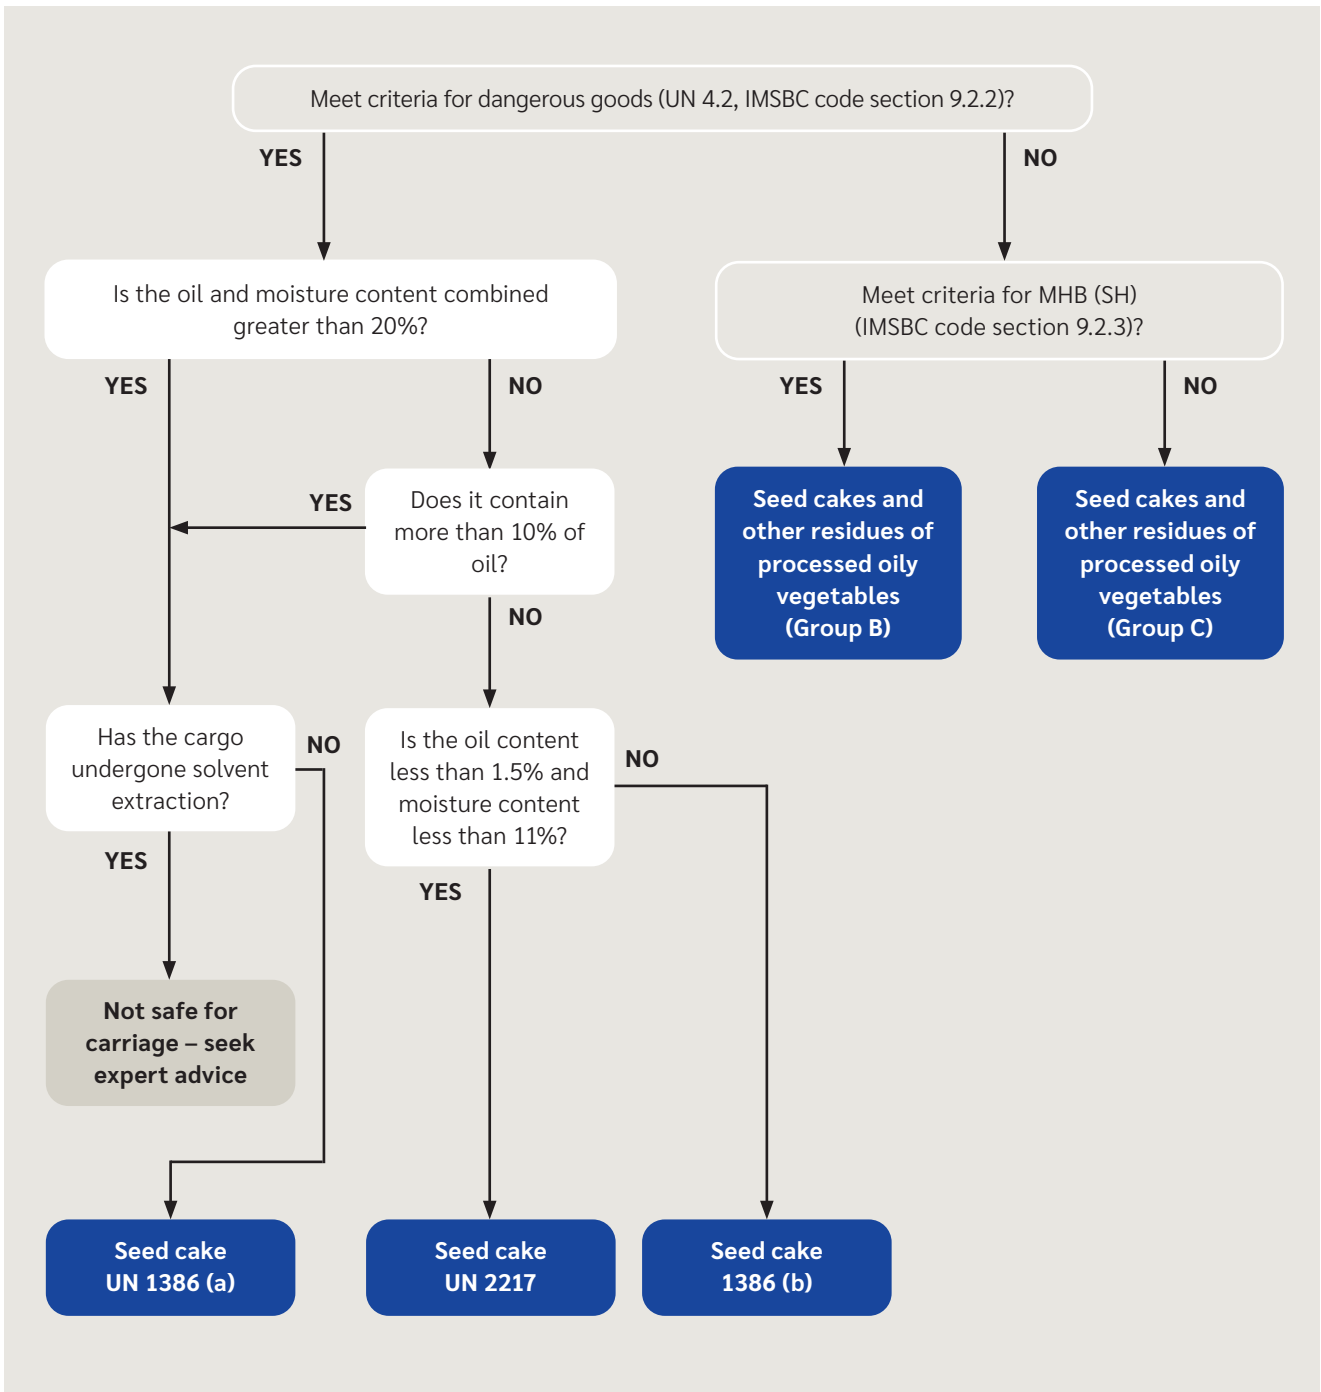 Meet criteria for dangerous goods (UN 4.2, IMSBC code section 9.2.2)?
YES
NO
Is the oil and moisture content combined
greater than 20%?
Meet criteria for MHB (SH)
(IMSBC code section 9.2.3)?
YES
NO
YES
NO
YES
Does it contain
more than 10% of
oil?
Seed cakes and
other residues of
processed oily
vegetables
(Group B)
Seed cakes and
other residues of
processed oily
vegetables
(Group C)
NO
Has the cargo
undergone solvent
extraction?
NO
Is the oil content
less than 1.5% and
moisture content
less than 11%?
NO
YES
YES
Not safe for
carriage – seek
expert advice
Seed cake
UN 1386 (a)
Seed cake
UN 2217
Seed cake
1386 (b)